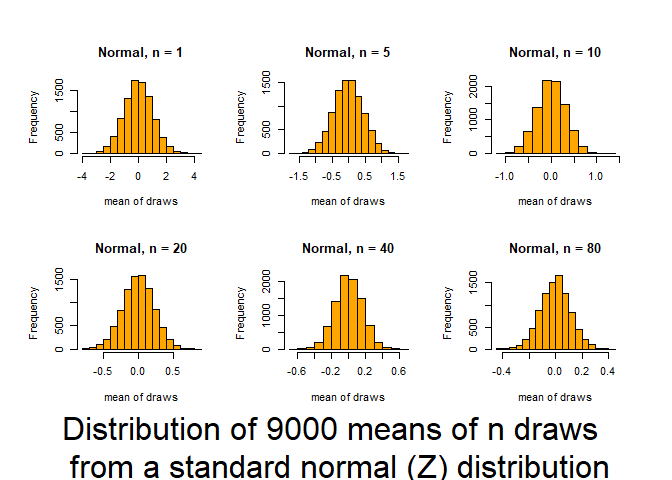 Normal, n = 1
Frequency
500 1500
-4 -2 0 2 4
mean of draws
Normal, n = 5
Frequency
0 500 1500
-1.5 -0.5 0.5 1.5
mean of draws
Normal, n = 10
Frequency
0 1000 2000
-1.0 0.0 1.0
mean of draws
Normal, n = 20
Frequency
0 500 1500
-0.5 0.0 0.5
mean of draws
Normal, n = 40
Frequency
0 1000 2000
-0.6 -0.2 0.2 0.6
mean of draws
Normal, n = 80
Frequency
0 500 1500
-0.4 0.0 0.2 0.4
mean of draws
Distribution of 9000 means of n draws
from a standard normal (Z) distribution